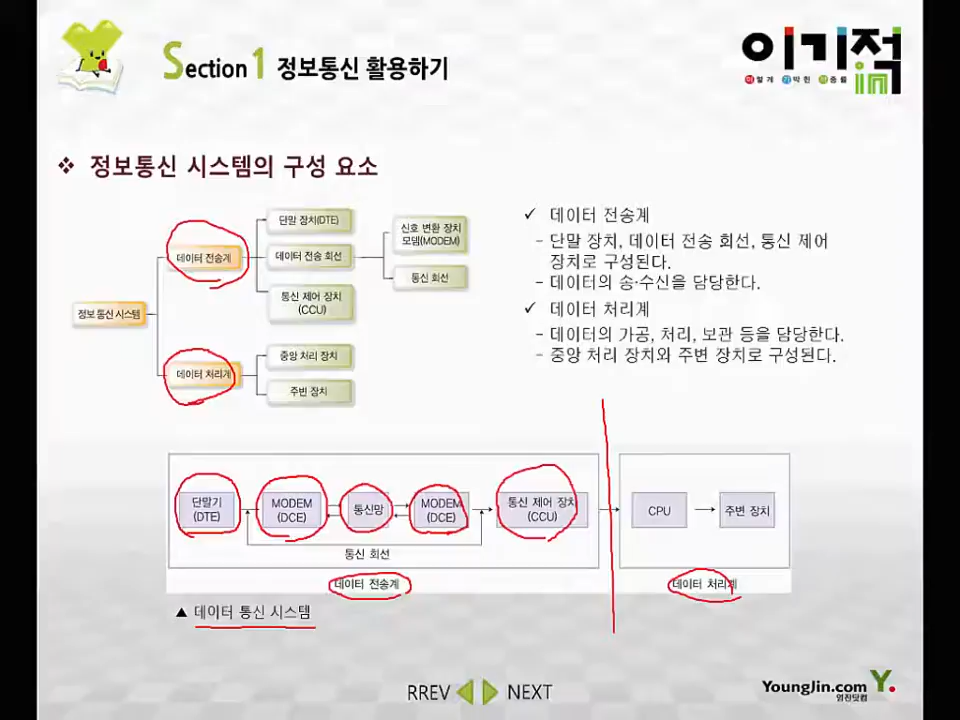 Section 1 정보통신 활용하기
이기적
이렇게 기막힌 적중률
in
❖ 정보통신 시스템의 구성 요소
정보 통신 시스템
데이터 전송계
단말 장치(DTE)
데이터 전송 회선
신호 변환 장치
모뎀(MODEM)
통신 회선
통신 제어 장치
(CCU)
데이터 처리계
중앙 처리 장치
주변 장치
✓ 데이터 전송계
- 단말 장치, 데이터 전송 회선, 통신 제어
장치로 구성된다.
- 데이터의 송·수신을 담당한다.
✓ 데이터 처리계
- 데이터의 가공, 처리, 보관 등을 담당한다.
- 중앙 처리 장치와 주변 장치로 구성된다.
단말기
(DTE)
MODEM
(DCE)
통신망
MODEM
(DCE)
통신 제어 장치
(CCU)
CPU
주변 장치
통신 회선
데이터 전송계
데이터 처리계
▲ 데이터 통신 시스템
RREV NEXT
YoungJin.com Y.
영진닷컴